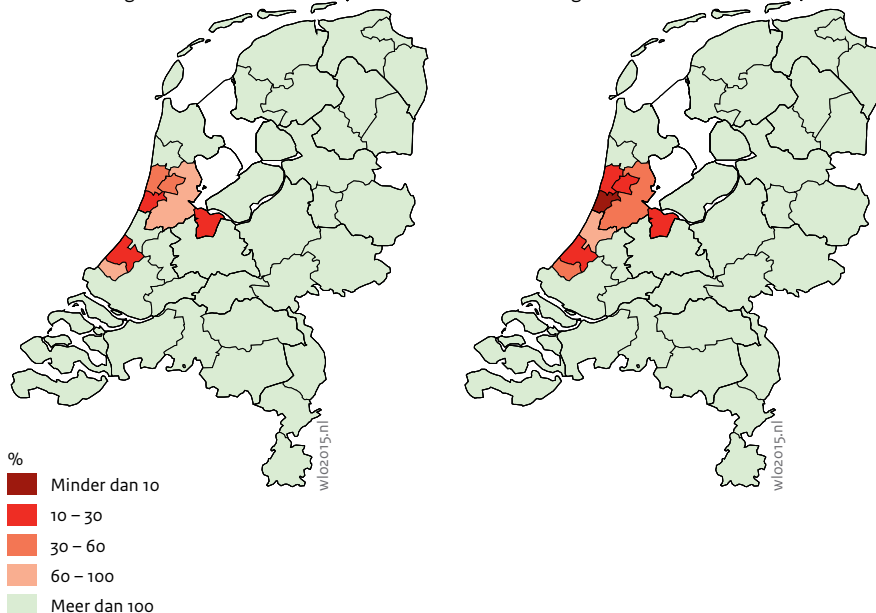 %
Minder dan 10
10 – 30
30 – 60
60 – 100
Meer dan 100
wlo2015.nl
wlo2015.nl